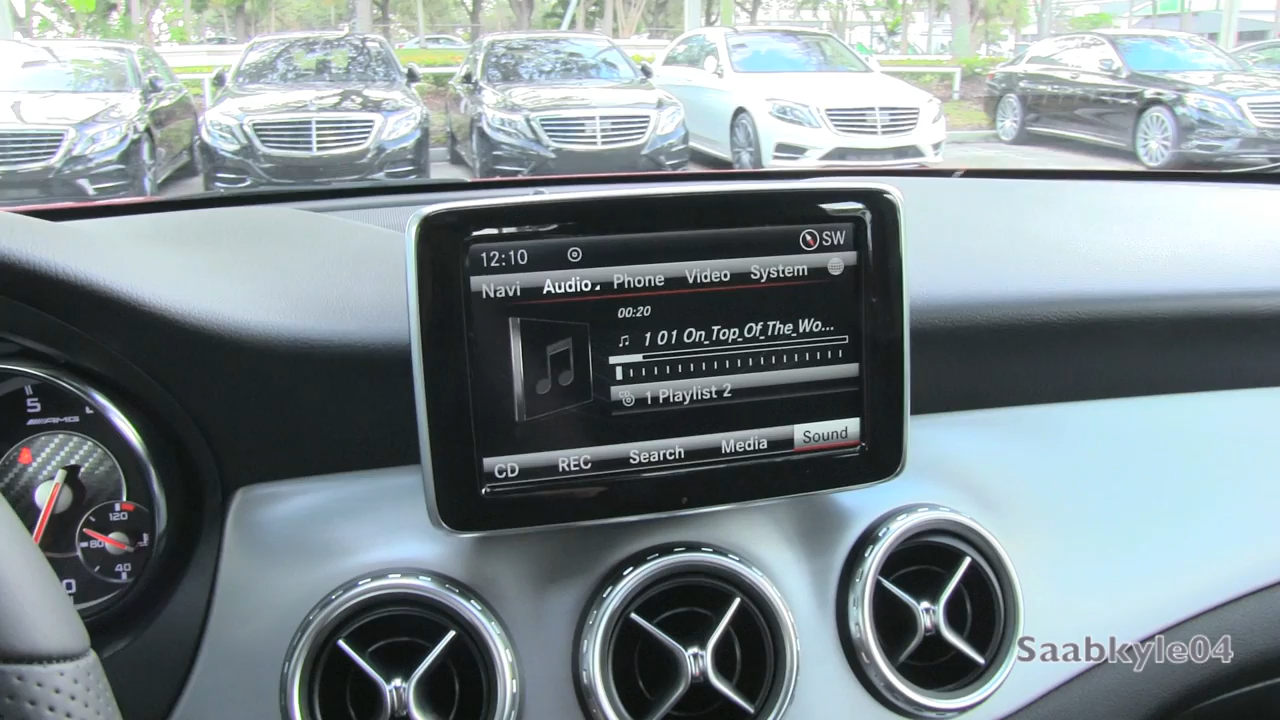 12:10 SW
Navi Audio Phone Video System
00:20
1 01 On_Top_Of_The_Wo...
1 Playlist 2
CD REC Search Media Sound
5
AMG
120
80
40
0
Saabkyle04